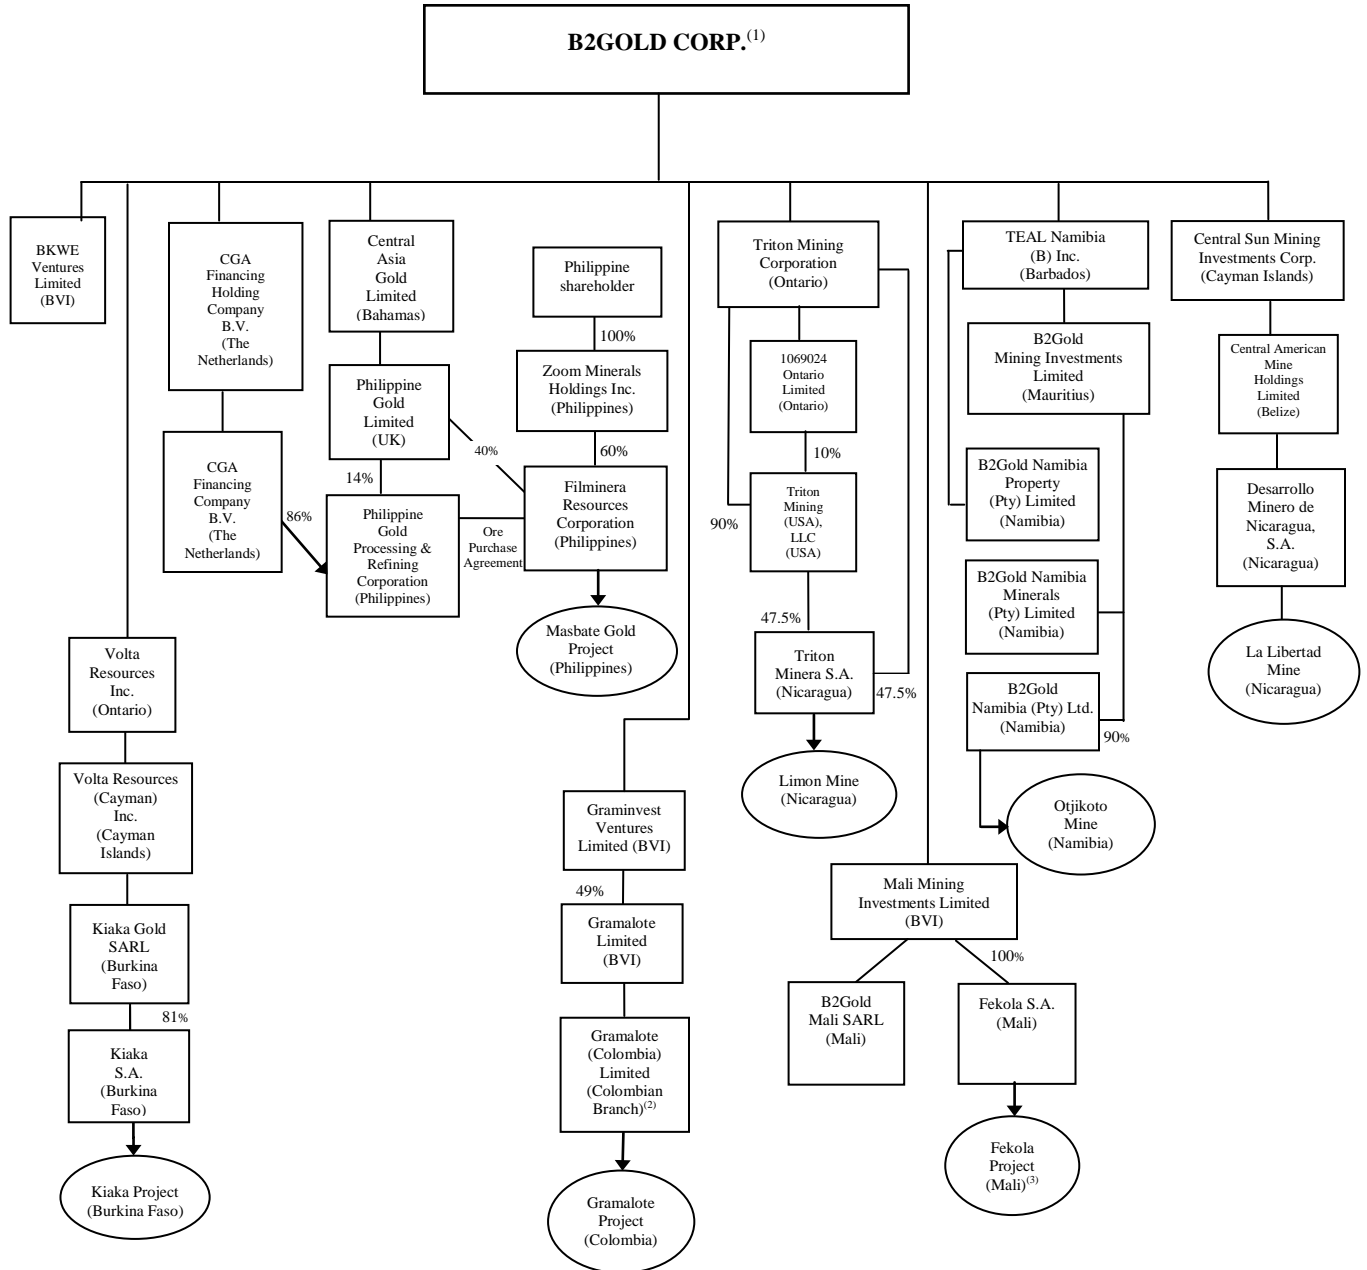 B2GOLD CORP.(1)
BKWE
Ventures
Limited
(BVI)
CGA
Financing
Holding
Company
B.V.
(The
Netherlands)
Central
Asia
Gold
Limited
(Bahamas)
Philippine
shareholder
Triton Mining
Corporation
(Ontario)
TEAL Namibia
(B) Inc.
(Barbados)
Central Sun Mining
Investments Corp.
(Cayman Islands)
100%
Philippine
Gold
Limited
(UK)
Zoom Minerals
Holdings Inc.
(Philippines)
1069024
Ontario
Limited
(Ontario)
B2Gold
Mining Investments
Limited
(Mauritius)
Central American
Mine
Holdings
Limited
(Belize)
40%
60%
10%
14%
CGA
Financing
Company
B.V.
(The
Netherlands)
86%
Philippine
Gold
Processing &
Refining
Corporation
(Philippines)
Ore
Purchase
Agreement
Filminera
Resources
Corporation
(Philippines)
90%
Triton
Mining
(USA),
LLC
(USA)
B2Gold Namibia
Property
(Pty) Limited
(Namibia)
Desarrollo
Minero de
Nicaragua,
S.A.
(Nicaragua)
B2Gold Namibia
Minerals
(Pty) Limited
(Namibia)
Masbate Gold
Project
(Philippines)
47.5%
Triton
Minera S.A.
(Nicaragua)
47.5%
B2Gold
Namibia (Pty) Ltd.
(Namibia)
90%
La Libertad
Mine
(Nicaragua)
Volta
Resources
Inc.
(Ontario)
Limon Mine
(Nicaragua)
Otjikoto
Mine
(Namibia)
Volta Resources
(Cayman)
Inc.
(Cayman
Islands)
Graminvest
Ventures
Limited (BVI)
49%
Mali Mining
Investments Limited
(BVI)
Kiaka Gold
SARL
(Burkina
Faso)
Gramalote
Limited
(BVI)
100%
81%
B2Gold
Mali SARL
(Mali)
Fekola S.A.
(Mali)
Kiaka
S.A.
(Burkina
Faso)
Gramalote
(Colombia)
Limited
(Colombian
Branch)(2)
Kiaka Project
(Burkina Faso)
Gramalote
Project
(Colombia)
Fekola
Project
(Mali)(3)